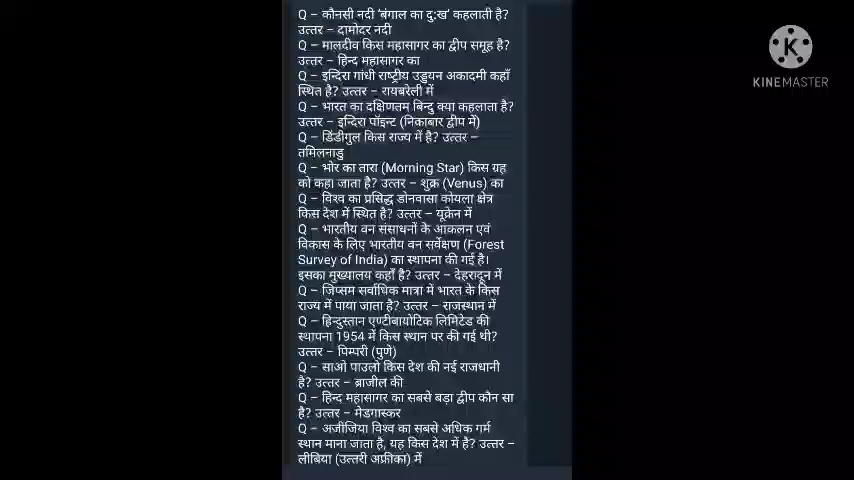 Q – कौनसी नदी 'बंगाल का दु:ख' कहलाती है?
उत्तर – दामोदर नदी
Q – मालदीव किस महासागर का द्वीप समूह है?
उत्तर – हिन्द महासागर का
Q – इन्दिरा गांधी राष्ट्रीय उड्डयन अकादमी कहाँ
स्थित है? उत्तर – रायबरेली में
Q – भारत का दक्षिणतम बिन्दु क्या कहलाता है?
उत्तर – इन्दिरा पॉइन्ट (निकाबार द्वीप में)
Q – डिंडीगुल किस राज्य में है? उत्तर –
तमिलनाडु
Q – भोर का तारा (Morning Star) किस ग्रह
को कहा जाता है? उत्तर – शुक्र (Venus) का
Q – विश्व का प्रसिद्ध डोनवासा कोयला क्षेत्र
किस देश में स्थित है? उत्तर – यूक्रेन में
Q – भारतीय वन संसाधनों के आकलन एवं
विकास के लिए भारतीय वन सर्वेक्षण (Forest
Survey of India) का स्थापना की गई है।
इसका मुख्यालय कहाँ है? उत्तर – देहरादून में
Q – जिप्सम सर्वाधिक मात्रा में भारत के किस
राज्य में पाया जाता है? उत्तर – राजस्थान में
Q – हिन्दुस्तान एण्टीबायोटिक लिमिटेड की
स्थापना 1954 में किस स्थान पर की गई थी?
उत्तर – पिम्परी (पुणे)
Q – साओ पाउलो किस देश की नई राजधानी
है? उत्तर – ब्राजील की
Q – हिन्द महासागर का सबसे बड़ा द्वीप कौन सा
है? उत्तर – मेडगास्कर
Q – अजीजिया विश्व का सबसे अधिक गर्म
स्थान माना जाता है, यह किस देश में है? उत्तर –
लीबिया (उत्तरी अफ्रीका) में
K
KINEMASTER